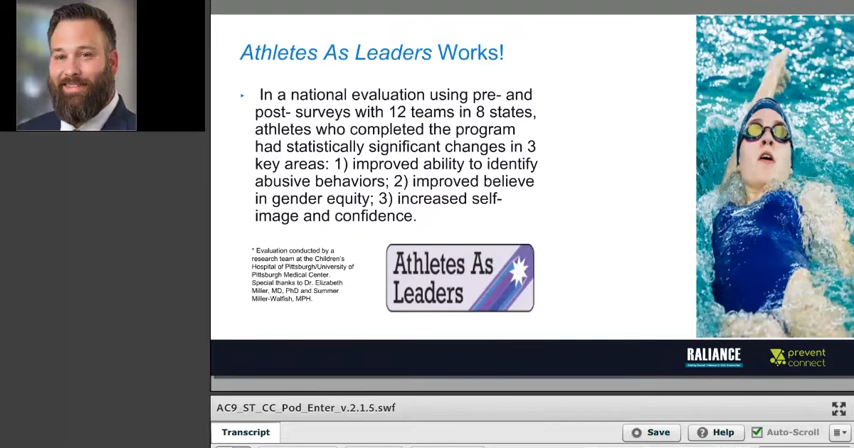 Athletes As Leaders Works!
In a national evaluation using pre- and
post- surveys with 12 teams in 8 states,
athletes who completed the program
had statistically significant changes in 3
key areas: 1) improved ability to identify
abusive behaviors; 2) improved believe
in gender equity; 3) increased self-
image and confidence.
* Evaluation conducted by a
research team at the Children's
Hospital of Pittsburgh/University of
Pittsburgh Medical Center.
Special thanks to Dr. Elizabeth
Miller, MD, PhD and Summer
Miller-Walfish, MPH.
Athletes As
Leaders
RALIANCE
prevent
connect
AC9_ST_CC_Pod_Enter_v.2.1.5.swf
Transcript
Save
Help
Auto-Scroll